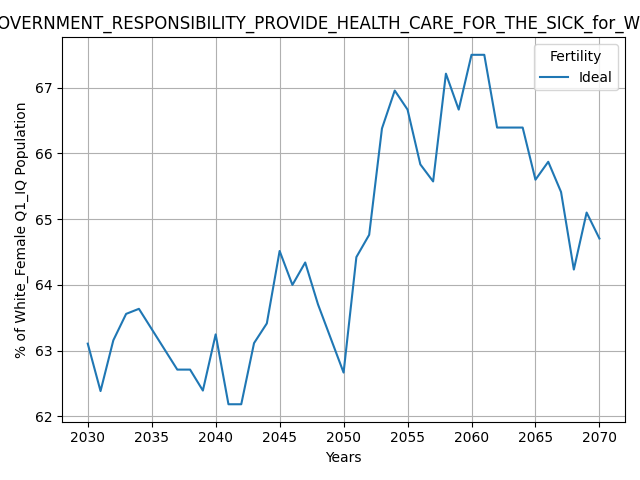 OVERNMENT_RESPONSIBILITY_PROVIDE_HEALTH_CARE_FOR_THE_SICK_for_W
Fertility
Ideal
% of White_Female Q1_IQ Population
67
66
65
64
63
62
2030 2035 2040 2045 2050 2055 2060 2065 2070
Years